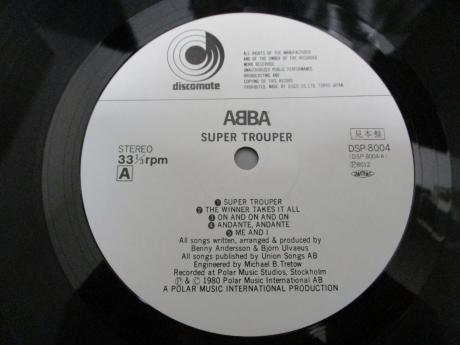 ALL RIGHTS OF THE MANUFACTURER
AND OF THE OWNER OF THE RECORDED
WORK RESERVED.
UNAUTHORIZED PUBLIC PERFORMANCE,
BROADCASTING AND
COPYING OF THIS RECORD
PROHIBITED. MADE BY DISCO CO., LTD. TOKYO JAPAN.
discomate
ABBA
SUPER TROUPER
STEREO
33⅓rpm
A
見本盤
DSP-8004
(DSP-8004-A)
Ⓟ8012
① SUPER TROUPER
② THE WINNER TAKES IT ALL
③ ON AND ON AND ON
④ ANDANTE, ANDANTE
⑤ ME AND I
All songs written, arranged & produced by
Benny Andersson & Björn Ulvaeus
All songs published by Union Songs AB
Engineered by Michael B. Tretow
Recorded at Polar Music Studios, Stockholm
Ⓟ & © 1980 Polar Music International AB
A POLAR MUSIC INTERNATIONAL PRODUCTION